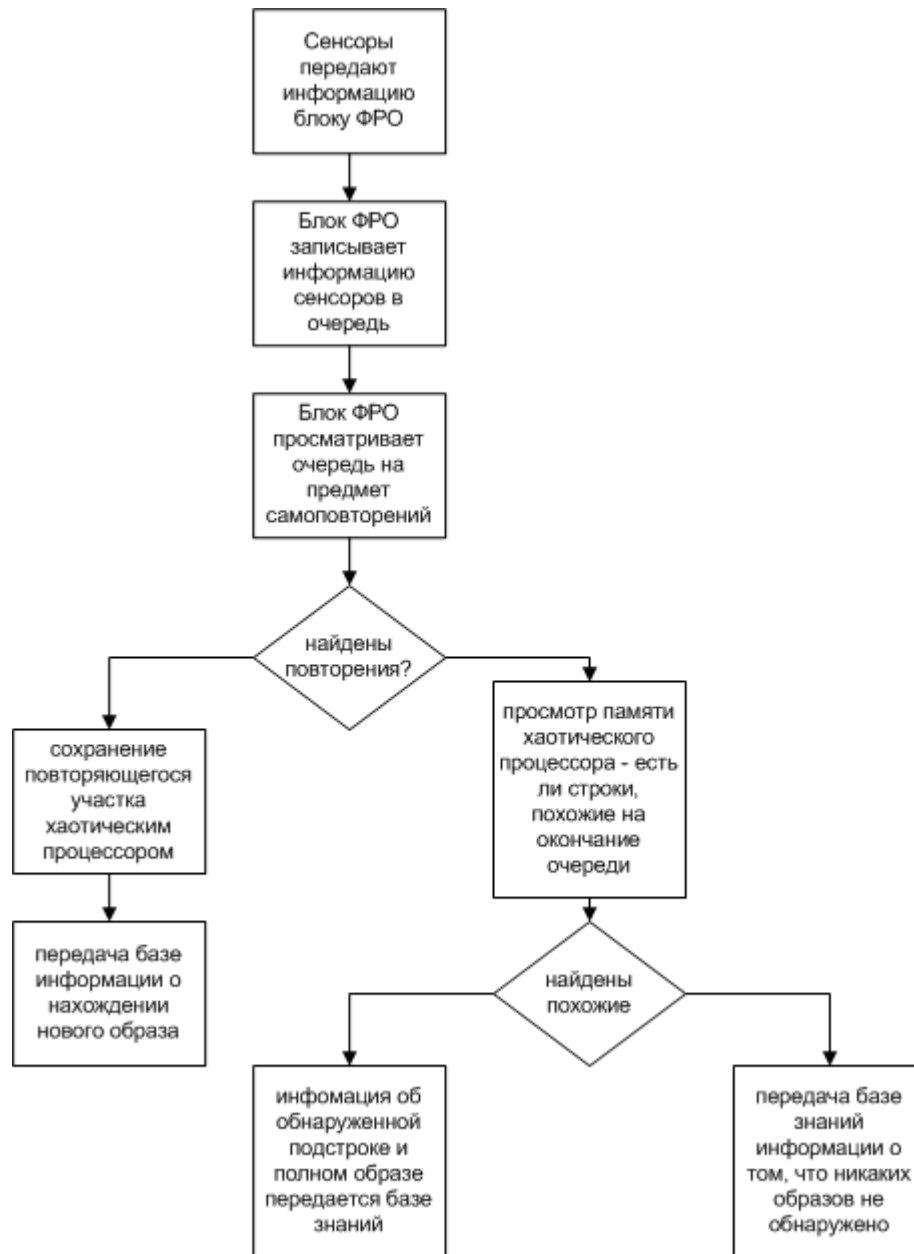 Сенсоры
передают
информацию
блоку ФРО
Блок ФРО
записывает
информацию
сенсоров в
очередь
Блок ФРО
просматривает
очередь на
предмет
самоповторений
найдены
повторения?
сохранение
повторяющегося
участка
хаотическим
процессором
просмотр памяти
хаотического
процессора - есть
ли строки,
похожие на
окончание
очереди
передача базе
информации о
нахождении
нового образа
найдены
похожие
инфомация об
обнаруженной
подстроке и
полном образе
передается базе
знаний
передача базе
знаний
информации о
том, что никаких
образов не
обнаружено